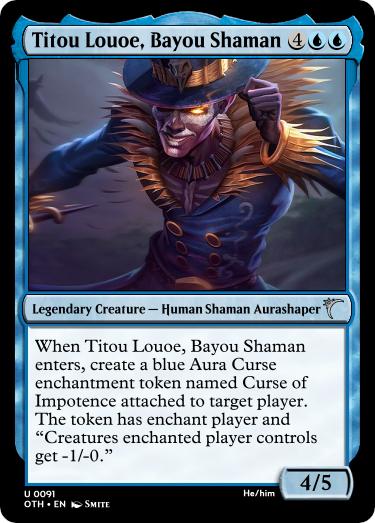 Titou Louoe, Bayou Shaman 4
Legendary Creature — Human Shaman Aurashaper
When Titou Louoe, Bayou Shaman
enters, create a blue Aura Curse
enchantment token named Curse of
Impotence attached to target player.
The token has enchant player and
“Creatures enchanted player controls
get -1/-0.”
4/5
U 0091
OTH • EN SMITE
He/him